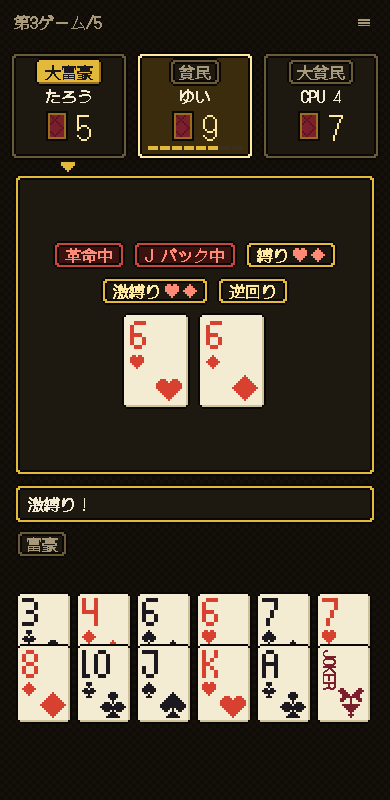 第3ゲーム/5
大富豪 貧民 大貧民
たろう ゆい CPU 4
5 9 7
革命中 Jバック中 縛り♥♦
激縛り♥♦ 逆回り
6 6
激縛り！
富豪
3 4 6 6 7 7
8 10 J K A JOKER